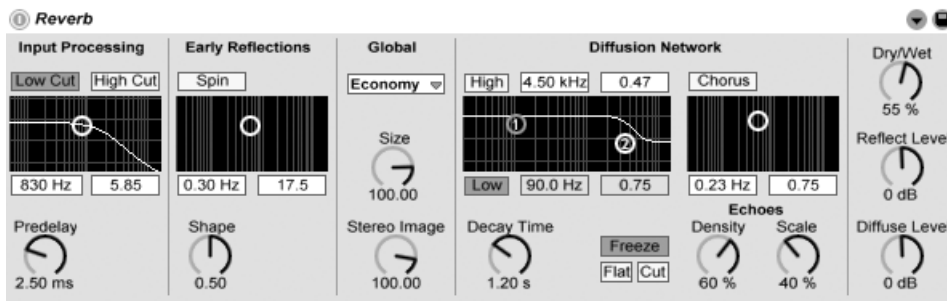 Reverb
Input Processing
Low Cut High Cut
830 Hz 5.85
Predelay
2.50 ms
Early Reflections
Spin
0.30 Hz 17.5
Shape
0.50
Global
Economy
Size
100.00
Stereo Image
100.00
Diffusion Network
High 4.50 kHz 0.47
1
2
Low 90.0 Hz 0.75
Chorus
0.23 Hz 0.75
Decay Time
1.20 s
Freeze
Flat Cut
Echoes
Density Scale
60 % 40 %
Dry/Wet
55 %
Reflect Leve
0 dB
Diffuse Leve
0 dB